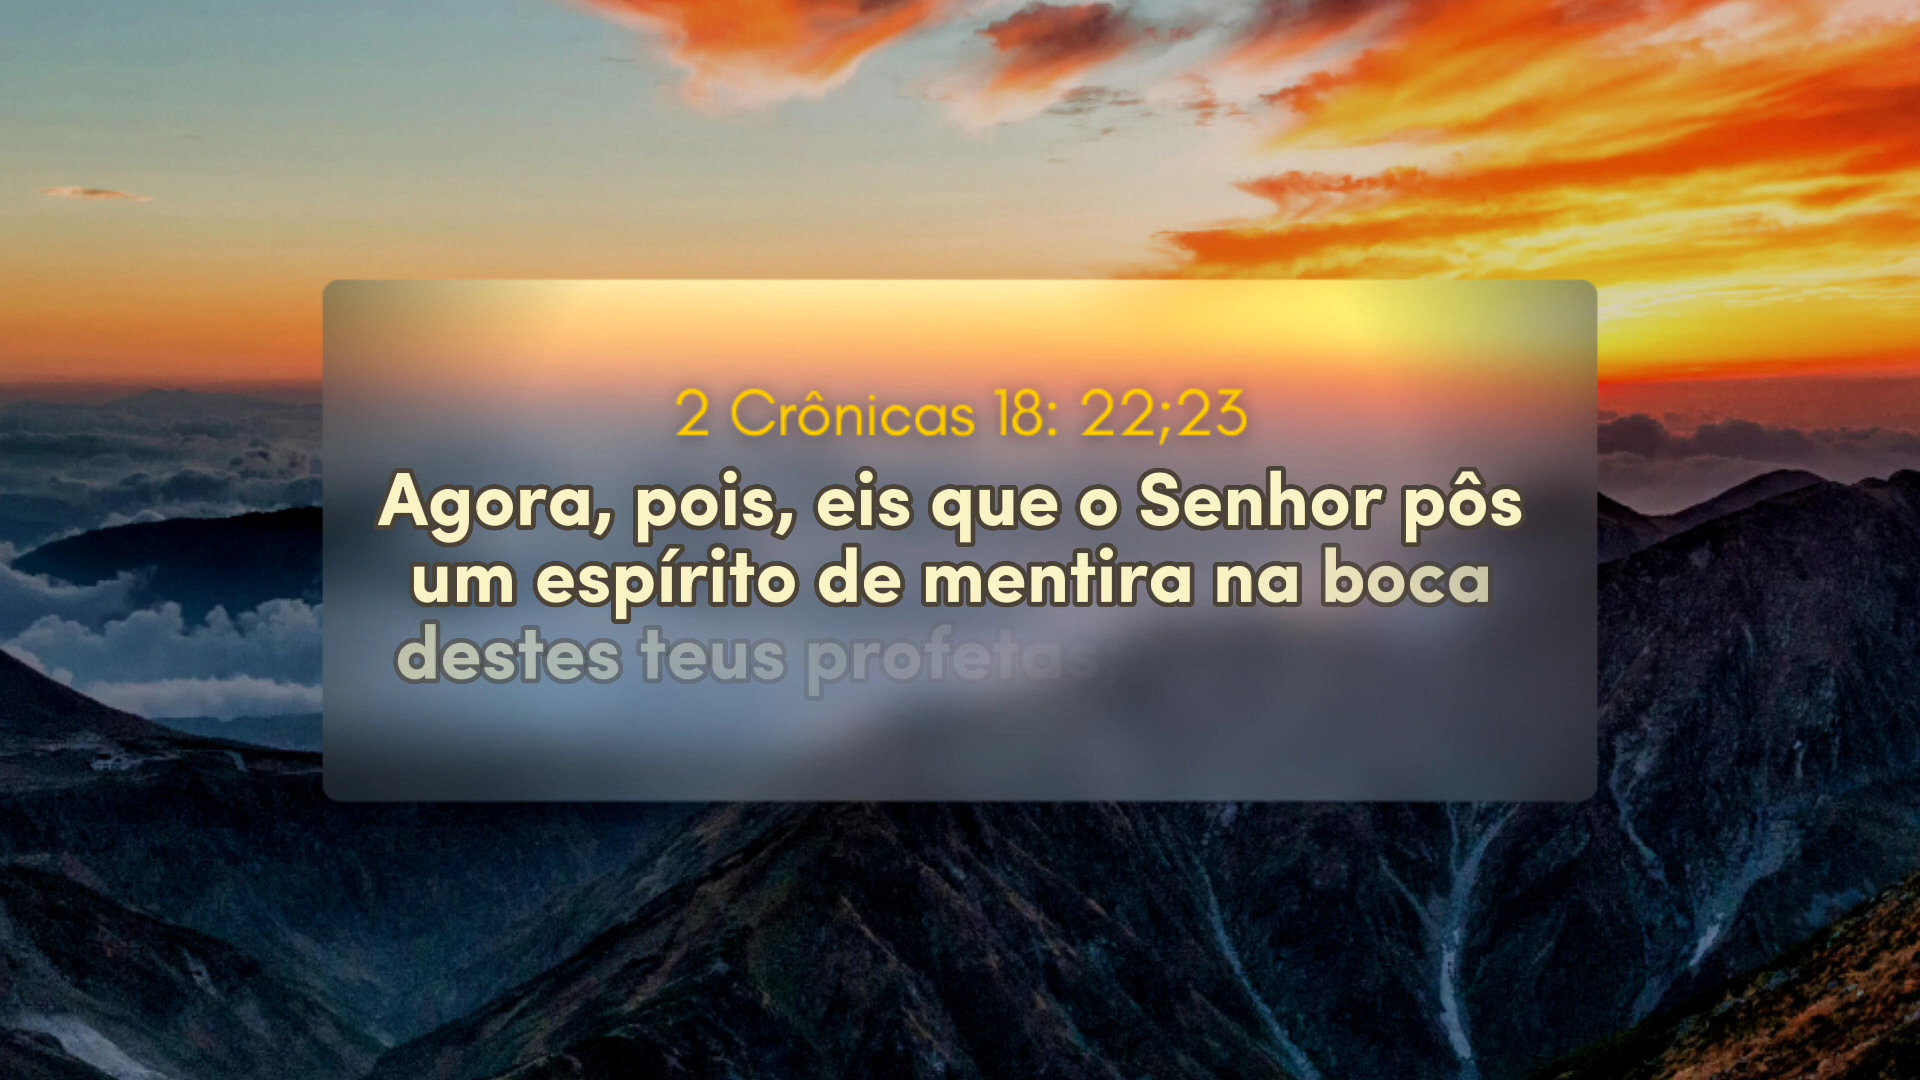 2 Crônicas 18: 22;23
Agora, pois, eis que o Senhor pôs
um espírito de mentira na boca
destes teus profetas